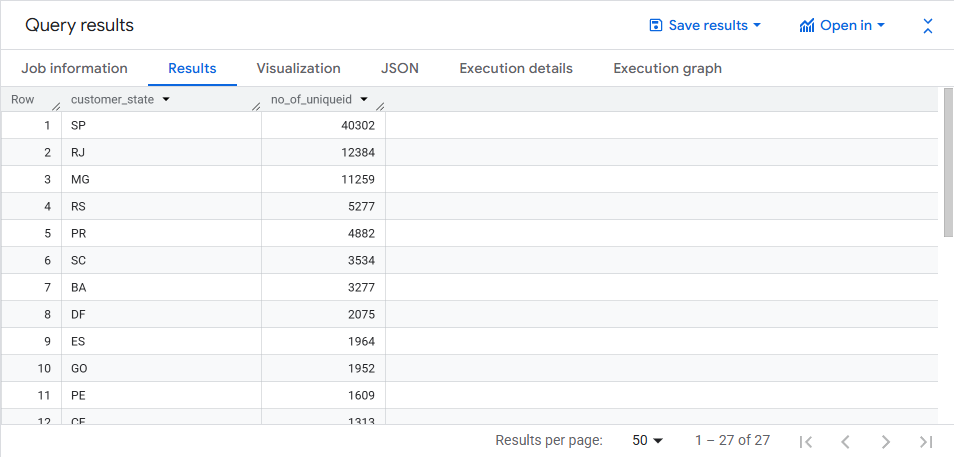 Query results Save results Open in
Job information Results Visualization JSON Execution details Execution graph
Row customer_state no_of_uniqueid
1 SP 40302
2 RJ 12384
3 MG 11259
4 RS 5277
5 PR 4882
6 SC 3534
7 BA 3277
8 DF 2075
9 ES 1964
10 GO 1952
11 PE 1609
12 CE 1313
Results per page: 50 1 – 27 of 27